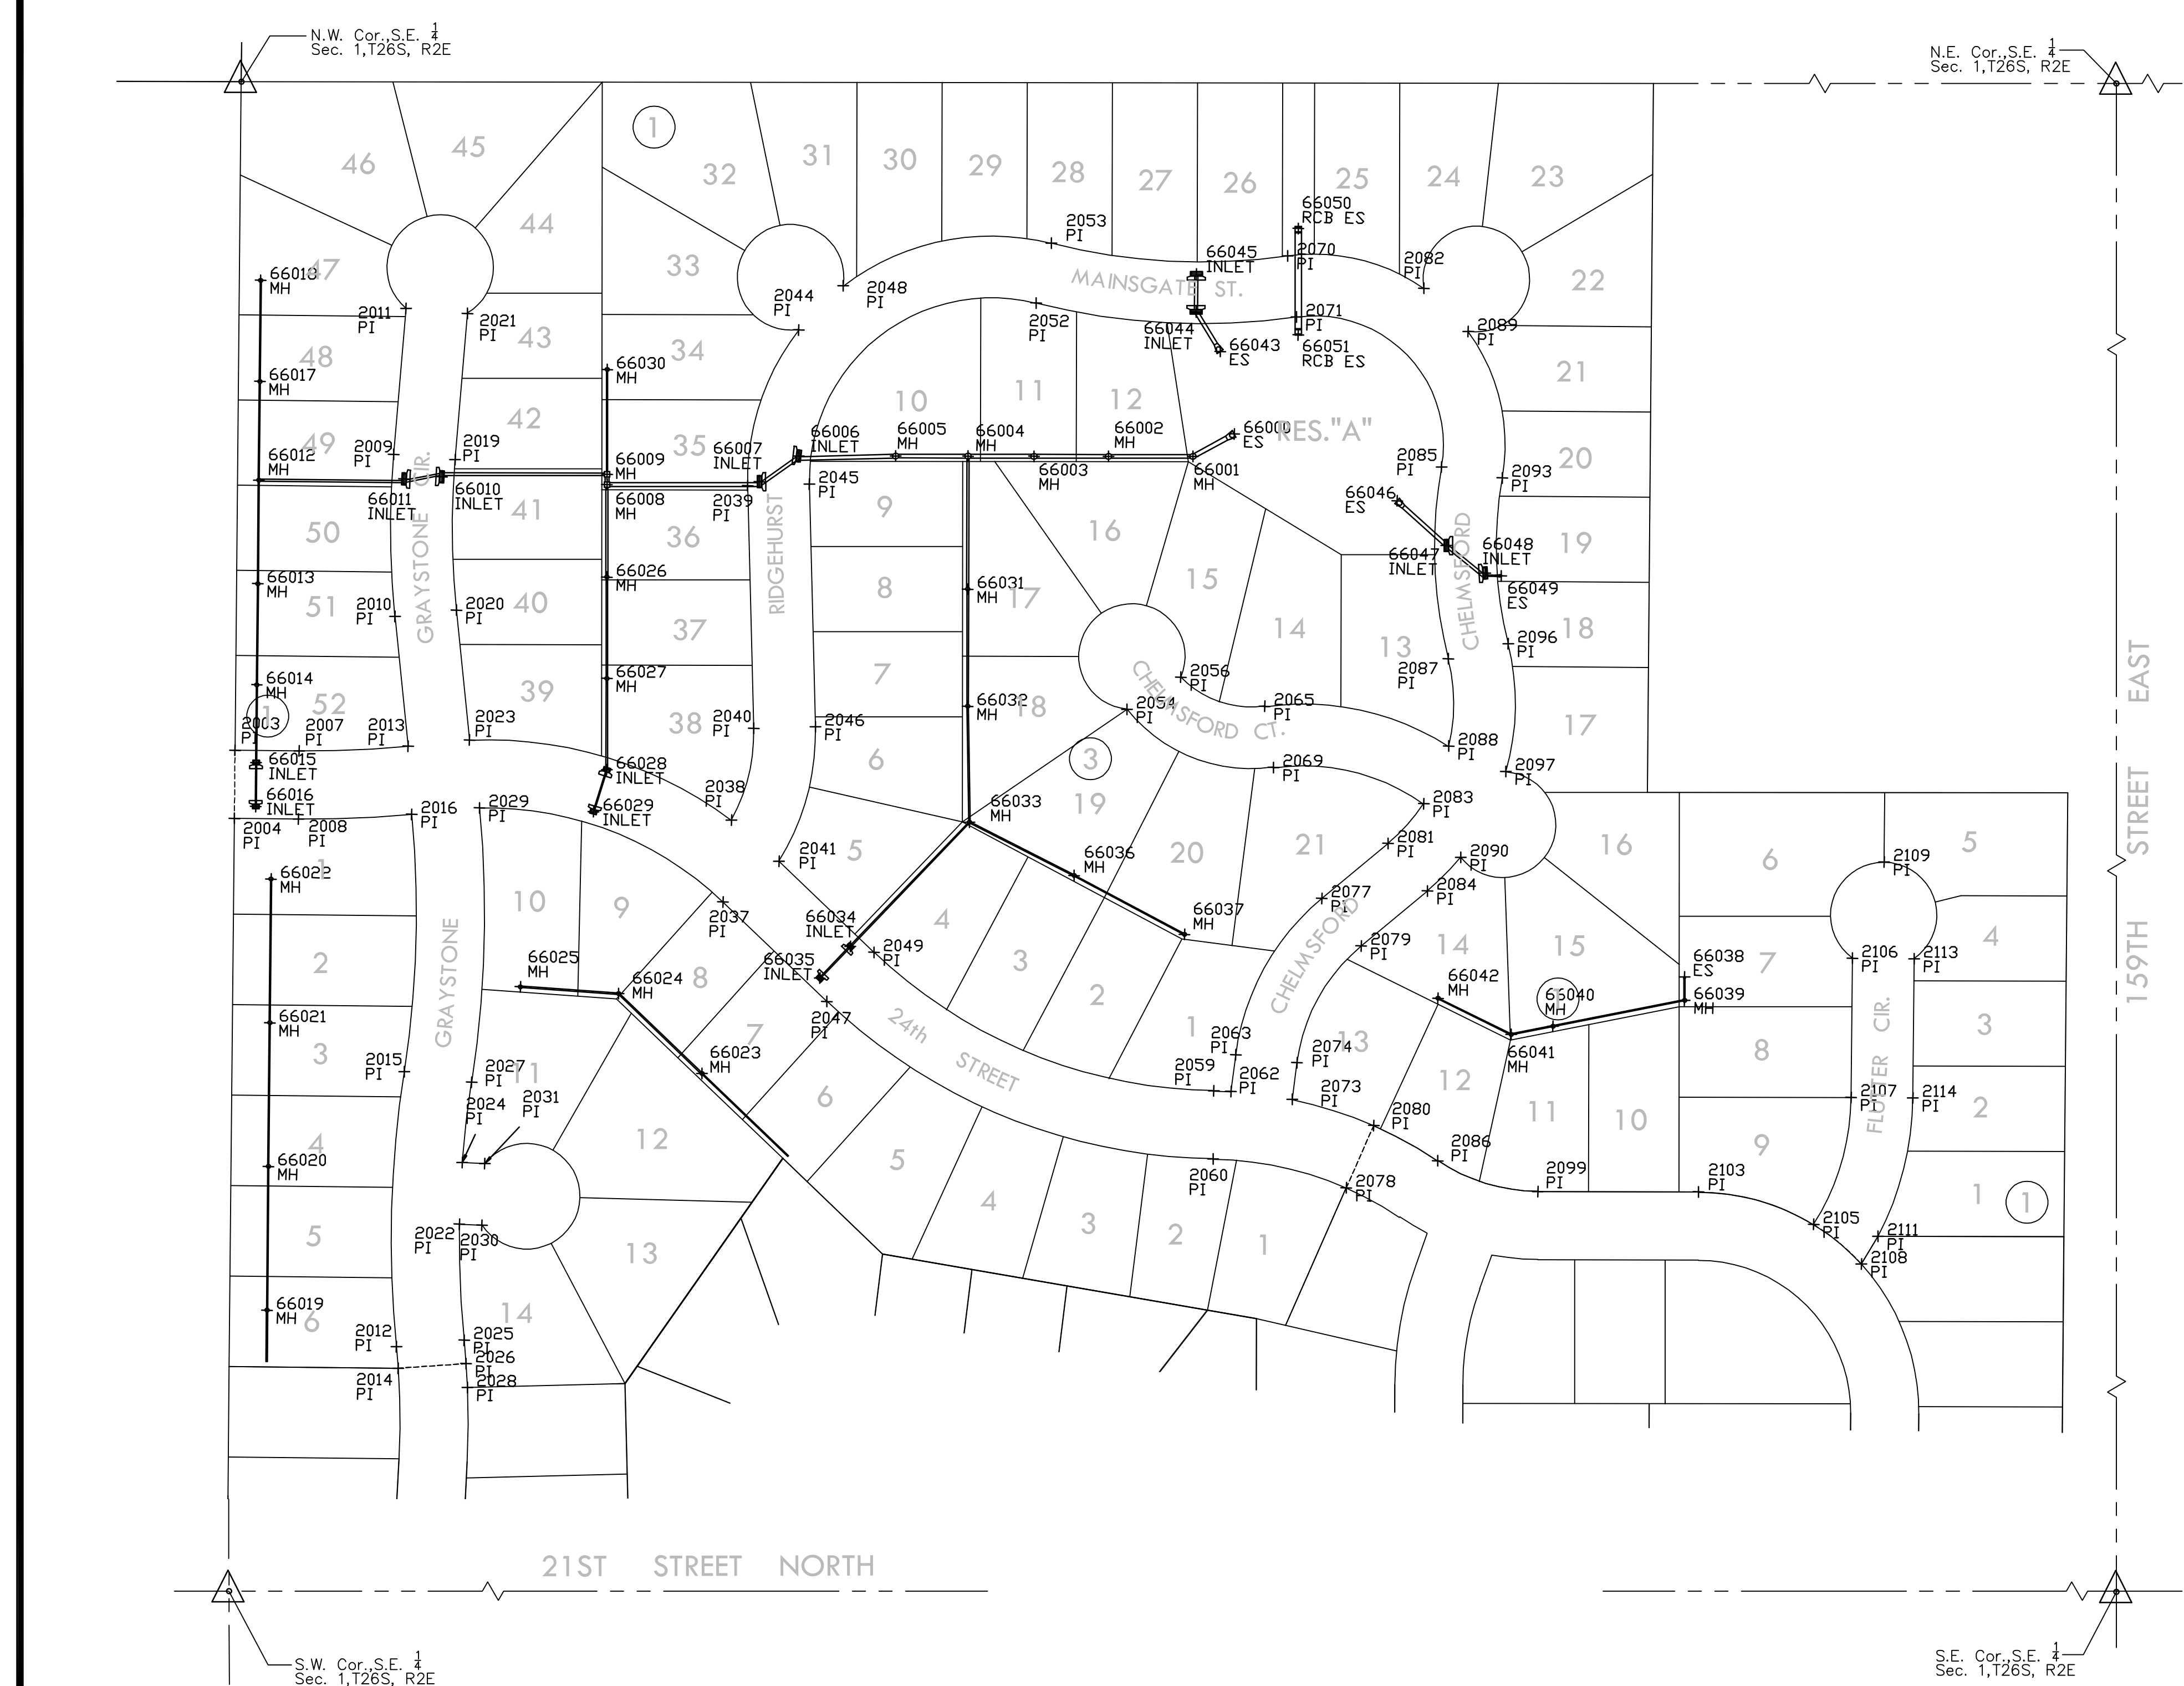 N.W. Cor.,S.E. 1/4
Sec. 1,T26S, R2E
N.E. Cor.,S.E. 1/4
Sec. 1,T26S, R2E
1
46
45
44
32
31
30
29
28
27
26
25
24
23
22
66050
RCB ES
2053
PI
66045
INLET
2070
PI
2082
PI
MAINSGATE ST.
66018
MH
47
33
2044
PI
2048
PI
2011
PI
2021
PI
2052
PI
66044
INLET
66043
ES
2071
PI
66051
RCB ES
2089
PI
48
43
34
66030
MH
21
66017
MH
10
11
12
RES."A"
66000
ES
49
42
35
2009
PI
2019
PI
66012
MH
66009
MH
66007
INLET
66006
INLET
66005
MH
66004
MH
66002
MH
66003
MH
66001
MH
2085
PI
20
2093
PI
66011
INLET
66010
INLET
66008
MH
2039
PI
2045
PI
66046
ES
50
41
36
9
16
19
GRAYSTONE CIR.
RIDGEHURST
CHELMSFORD
66047
INLET
66048
INLET
66049
ES
66013
MH
66026
MH
66031
MH
51
2010
PI
2020
PI
40
37
8
17
15
14
13
18
2096
PI
2087
PI
66014
MH
52
39
66027
MH
38
7
66032
MH
18
2054
PI
2056
PI
CHELMSFORD CT.
2065
PI
17
1
2003
PI
2007
PI
2013
PI
2023
PI
2040
PI
2046
PI
2088
PI
2097
PI
66015
INLET
66016
INLET
66028
INLET
66029
INLET
2038
PI
6
3
2069
PI
2004
PI
2008
PI
2016
PI
2029
PI
66033
MH
19
2083
PI
2081
PI
1
2041
PI
5
66036
MH
20
21
2090
PI
2084
PI
16
6
2109
PI
5
66022
MH
10
9
2037
PI
66034
INLET
66035
INLET
2049
PI
4
66037
MH
2077
PI
CHELMSFORD
2079
PI
14
15
2106
PI
2113
PI
4
2
GRAYSTONE
66025
MH
66024
MH
8
3
2
66042
MH
66040
MH
1
66038
ES
66039
MH
7
66021
MH
2047
PI
24th STREET
1
2063
PI
2074
PI
13
66041
MH
8
FLUTTER CIR.
3
3
2015
PI
2027
PI
11
66023
MH
7
2059
PI
2062
PI
2073
PI
12
2107
PI
2114
PI
2
2024
PI
2031
PI
6
2080
PI
11
10
4
12
5
2086
PI
9
66020
MH
2060
PI
2078
PI
2099
PI
2103
PI
1
1
5
2022
PI
2030
PI
13
4
3
2
1
2105
PI
2111
PI
2108
PI
66019
MH
6
2012
PI
2025
PI
14
2026
PI
2014
PI
2028
PI
159TH STREET EAST
21ST STREET NORTH
S.W. Cor.,S.E. 1/4
Sec. 1,T26S, R2E
S.E. Cor.,S.E. 1/4
Sec. 1,T26S, R2E